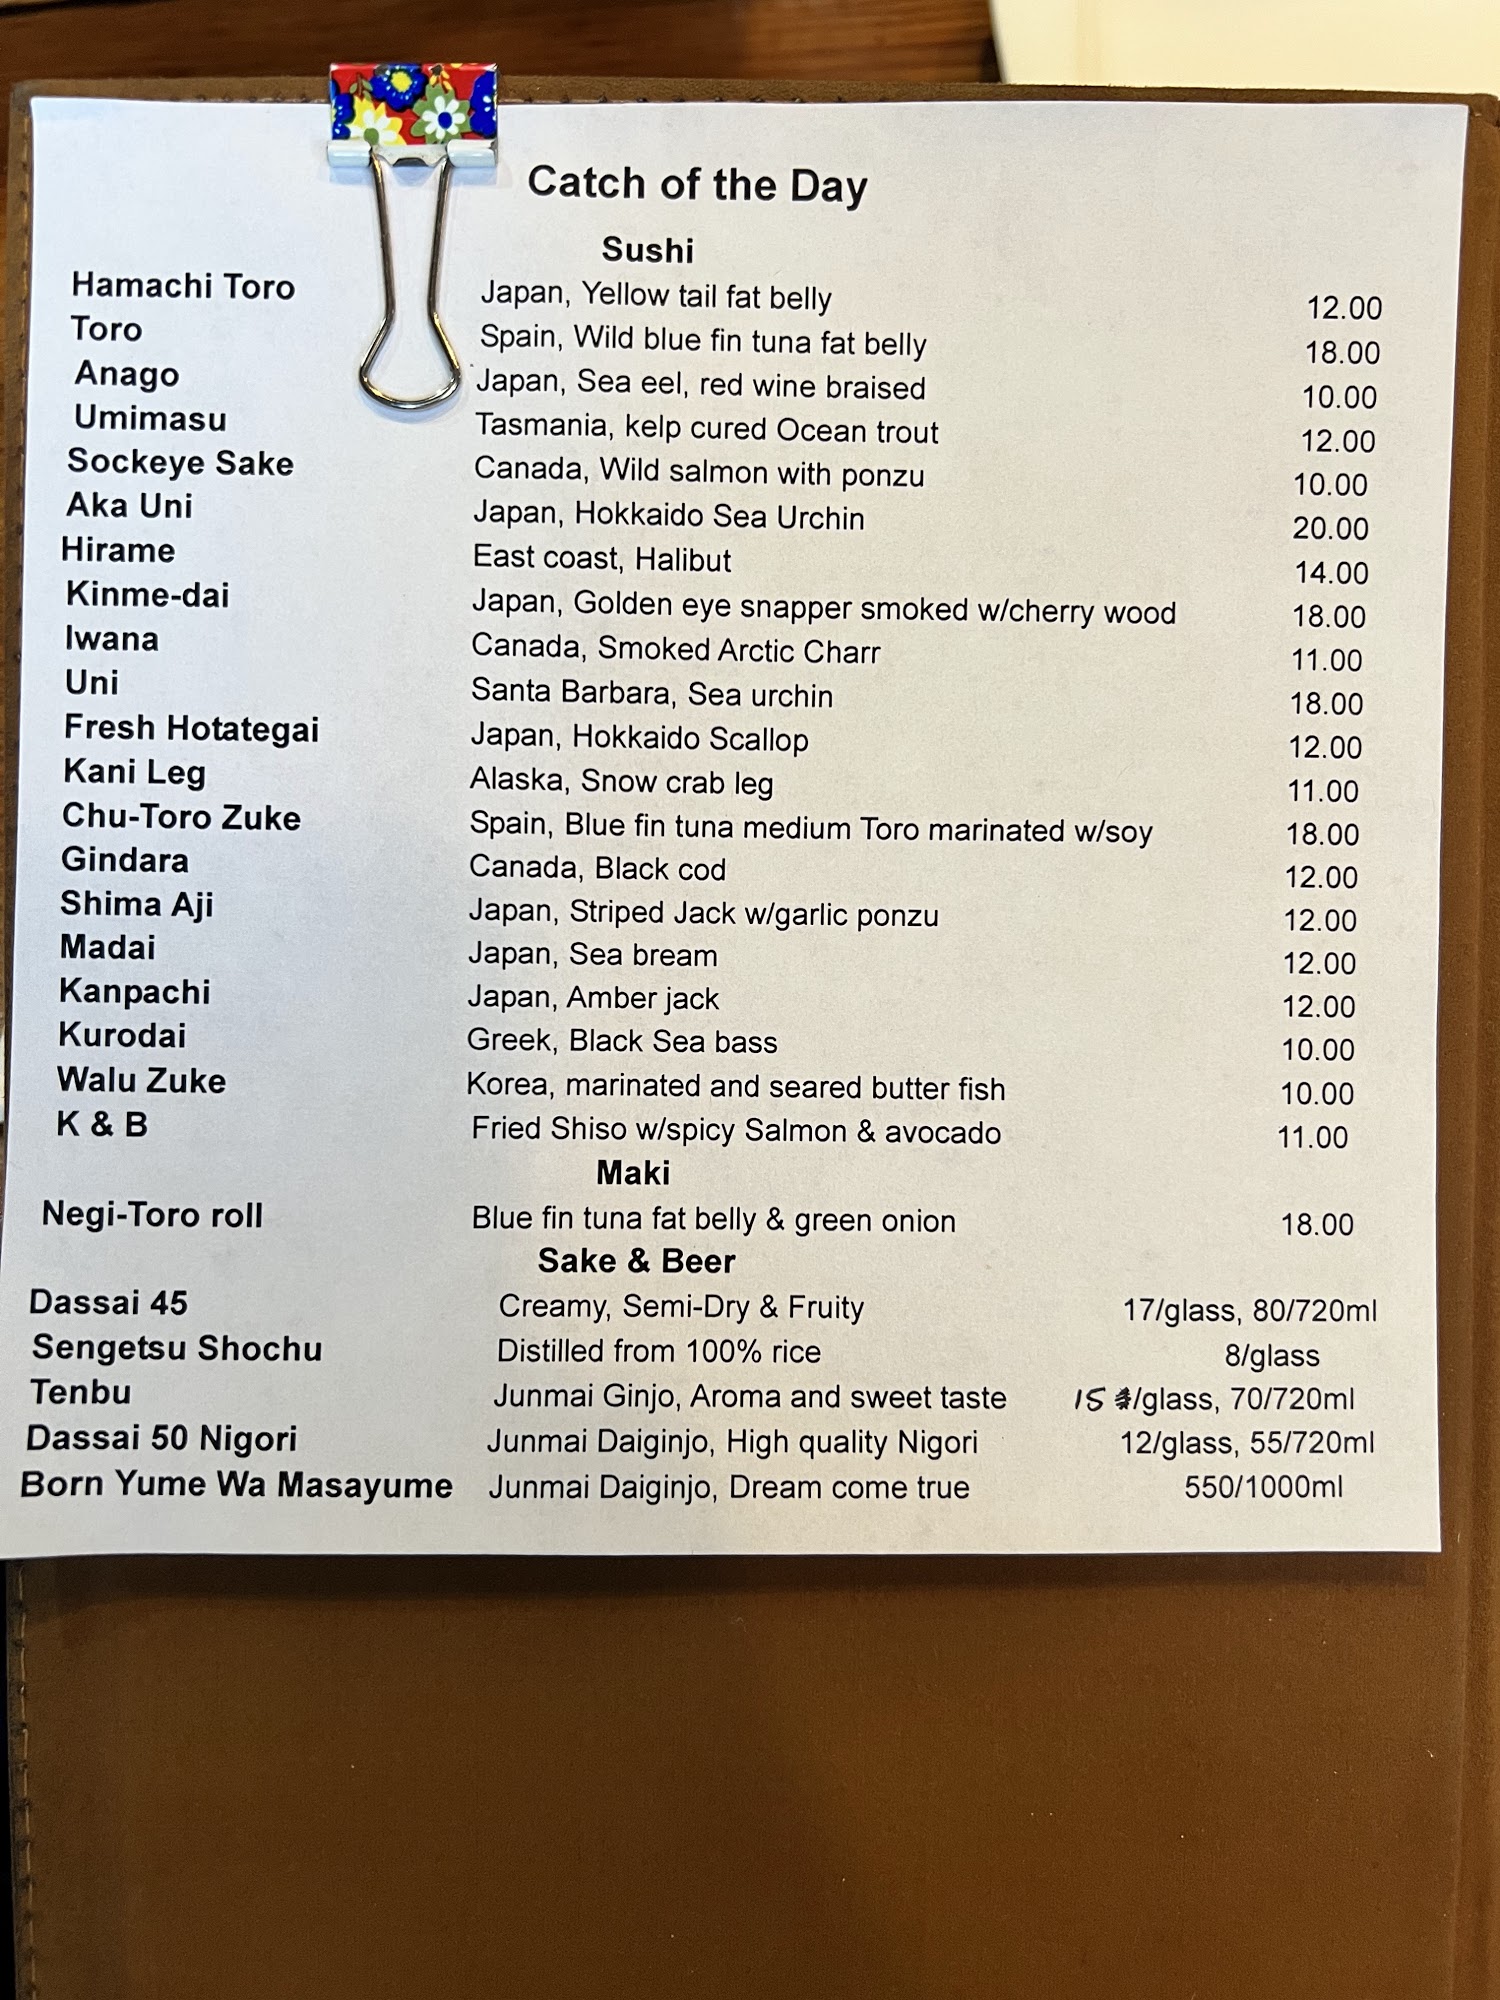 Catch of the Day
Sushi
Hamachi Toro Japan, Yellow tail fat belly 12.00
Toro Spain, Wild blue fin tuna fat belly 18.00
Anago Japan, Sea eel, red wine braised 10.00
Umimasu Tasmania, kelp cured Ocean trout 12.00
Sockeye Sake Canada, Wild salmon with ponzu 10.00
Aka Uni Japan, Hokkaido Sea Urchin 20.00
Hirame East coast, Halibut 14.00
Kinme-dai Japan, Golden eye snapper smoked w/cherry wood 18.00
Iwana Canada, Smoked Arctic Charr 11.00
Uni Santa Barbara, Sea urchin 18.00
Fresh Hotategai Japan, Hokkaido Scallop 12.00
Kani Leg Alaska, Snow crab leg 11.00
Chu-Toro Zuke Spain, Blue fin tuna medium Toro marinated w/soy 18.00
Gindara Canada, Black cod 12.00
Shima Aji Japan, Striped Jack w/garlic ponzu 12.00
Madai Japan, Sea bream 12.00
Kanpachi Japan, Amber jack 12.00
Kurodai Greek, Black Sea bass 10.00
Walu Zuke Korea, marinated and seared butter fish 10.00
K & B Fried Shiso w/spicy Salmon & avocado 11.00
Maki
Negi-Toro roll Blue fin tuna fat belly & green onion 18.00
Sake & Beer
Dassai 45 Creamy, Semi-Dry & Fruity 17/glass, 80/720ml
Sengetsu Shochu Distilled from 100% rice 8/glass
Tenbu Junmai Ginjo, Aroma and sweet taste 15 /glass, 70/720ml
Dassai 50 Nigori Junmai Daiginjo, High quality Nigori 12/glass, 55/720ml
Born Yume Wa Masayume Junmai Daiginjo, Dream come true 550/1000ml